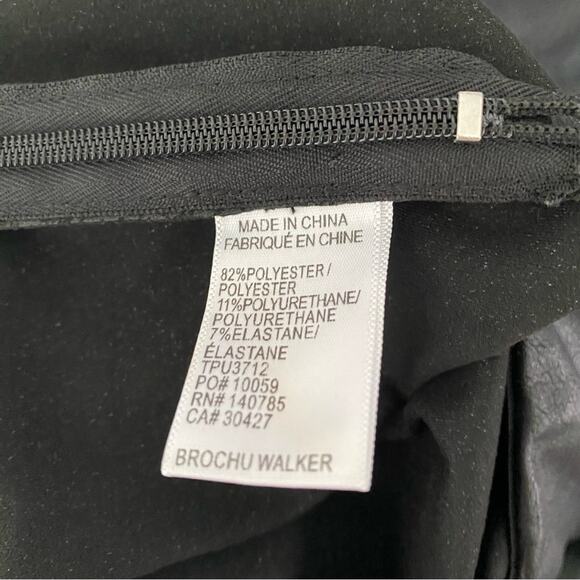 MADE IN CHINA
FABRIQUÉ EN CHINE
82%POLYESTER/
POLYESTER
11%POLYURETHANE/
POLYURETHANE
7%ELASTANE/
ÉLASTANE
TPU3712
PO# 10059
RN# 140785
CA# 30427
BROCHU WALKER